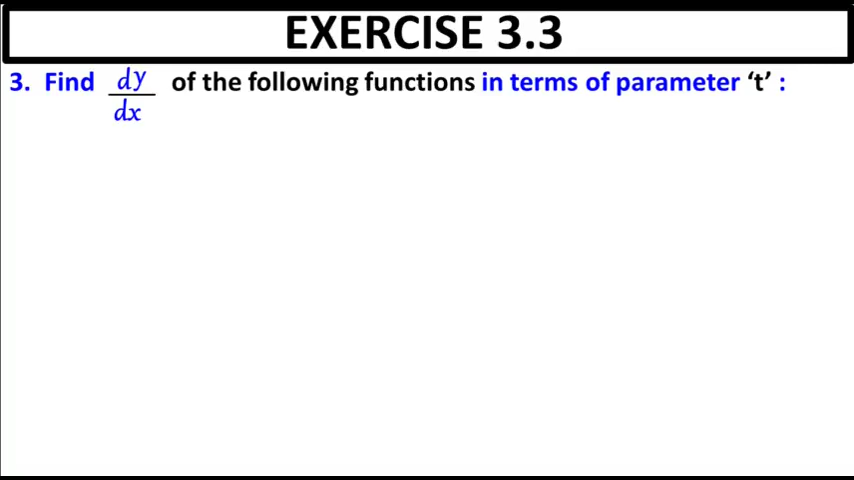 EXERCISE 3.3
3. Find dy/dx of the following functions in terms of parameter ‘t’ :